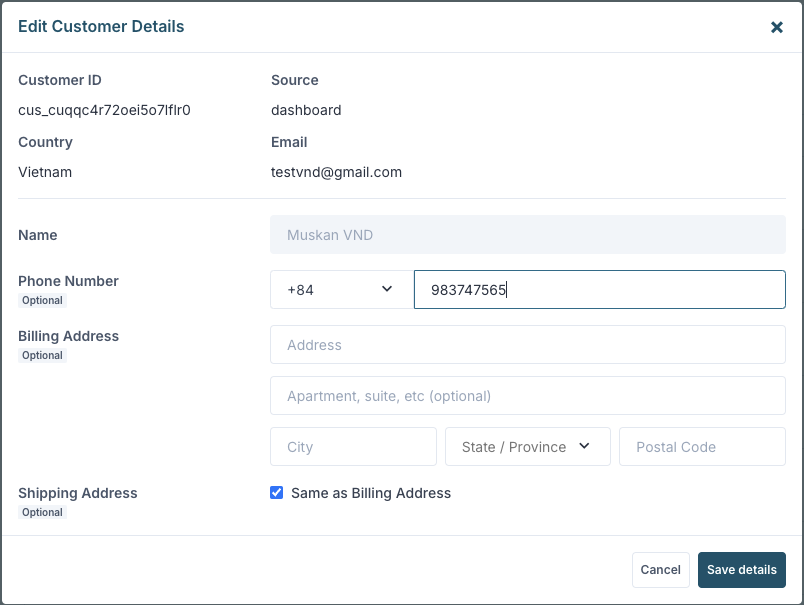 Edit Customer Details
Customer ID
Source
cus_cuqqc4r72oei5o7lflr0
dashboard
Country
Email
Vietnam
testvnd@gmail.com
Name
Muskan VND
Phone Number
Optional
+84
983747565
Billing Address
Optional
Address
Apartment, suite, etc (optional)
City
State / Province
Postal Code
Shipping Address
Optional
Same as Billing Address
Cancel
Save details